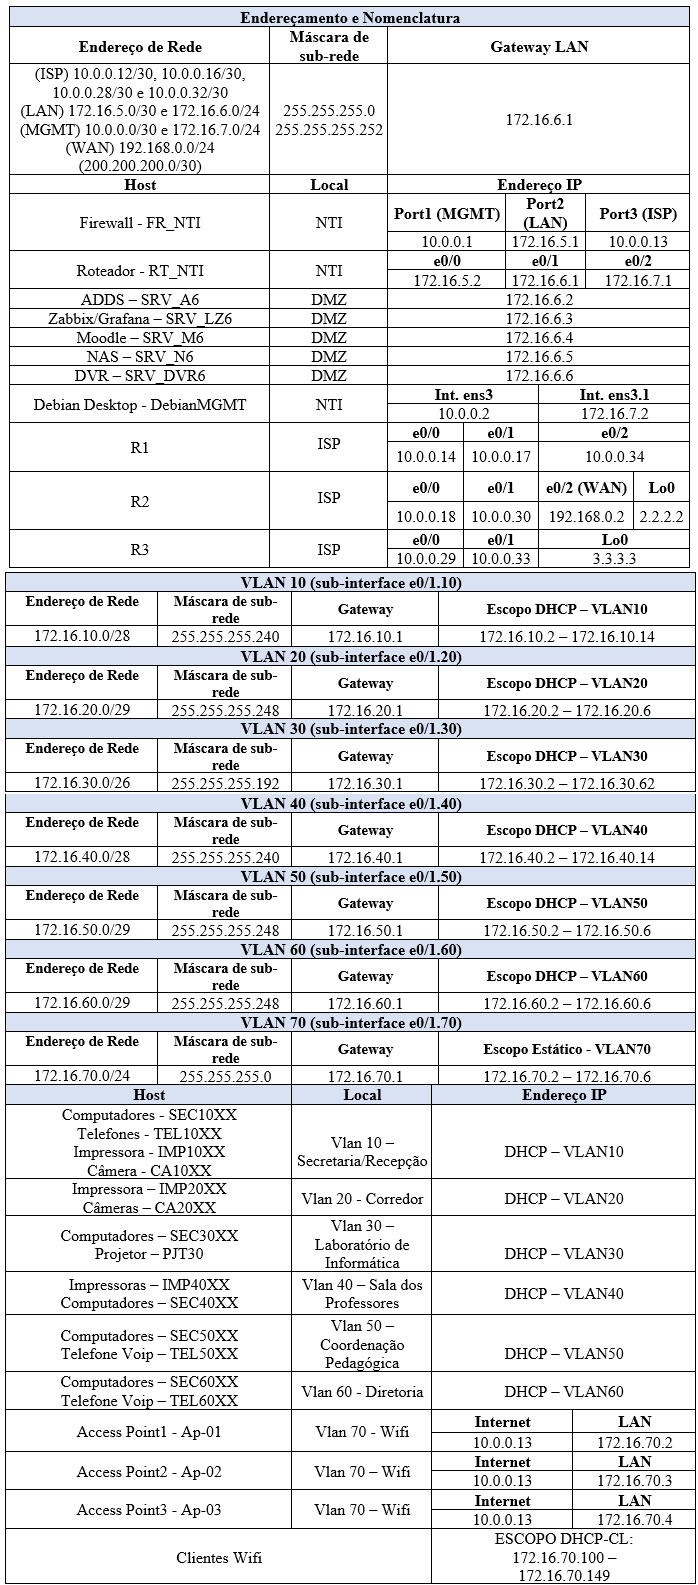 Endereçamento e Nomenclatura
Endereço de Rede
Máscara de
sub-rede
Gateway LAN
(ISP) 10.0.0.12/30, 10.0.0.16/30,
10.0.0.28/30 e 10.0.0.32/30
(LAN) 172.16.5.0/30 e 172.16.6.0/24
(MGMT) 10.0.0.0/30 e 172.16.7.0/24
(WAN) 192.168.0.0/24
(200.200.200.0/30)
255.255.255.0
255.255.255.252
172.16.6.1
Host
Local
Endereço IP
Firewall - FR_NTI
NTI
Port1 (MGMT)
Port2
(LAN)
Port3 (ISP)
10.0.0.1
172.16.5.1
10.0.0.13
Roteador - RT_NTI
NTI
e0/0
e0/1
e0/2
172.16.5.2
172.16.6.1
172.16.7.1
ADDS – SRV_A6
DMZ
172.16.6.2
Zabbix/Grafana – SRV_LZ6
DMZ
172.16.6.3
Moodle – SRV_M6
DMZ
172.16.6.4
NAS – SRV_N6
DMZ
172.16.6.5
DVR – SRV_DVR6
DMZ
172.16.6.6
Debian Desktop - DebianMGMT
NTI
Int. ens3
Int. ens3.1
10.0.0.2
172.16.7.2
R1
ISP
e0/0
e0/1
e0/2
10.0.0.14
10.0.0.17
10.0.0.34
R2
ISP
e0/0
e0/1
e0/2 (WAN)
Lo0
10.0.0.18
10.0.0.30
192.168.0.2
2.2.2.2
R3
ISP
e0/0
e0/1
Lo0
10.0.0.29
10.0.0.33
3.3.3.3
VLAN 10 (sub-interface e0/1.10)
Endereço de Rede
Máscara de sub-
rede
Gateway
Escopo DHCP – VLAN10
172.16.10.0/28
255.255.255.240
172.16.10.1
172.16.10.2 – 172.16.10.14
VLAN 20 (sub-interface e0/1.20)
Endereço de Rede
Máscara de sub-
rede
Gateway
Escopo DHCP – VLAN20
172.16.20.0/29
255.255.255.248
172.16.20.1
172.16.20.2 – 172.16.20.6
VLAN 30 (sub-interface e0/1.30)
Endereço de Rede
Máscara de sub-
rede
Gateway
Escopo DHCP – VLAN30
172.16.30.0/26
255.255.255.192
172.16.30.1
172.16.30.2 – 172.16.30.62
VLAN 40 (sub-interface e0/1.40)
Endereço de Rede
Máscara de sub-
rede
Gateway
Escopo DHCP – VLAN40
172.16.40.0/28
255.255.255.240
172.16.40.1
172.16.40.2 – 172.16.40.14
VLAN 50 (sub-interface e0/1.50)
Endereço de Rede
Máscara de sub-
rede
Gateway
Escopo DHCP – VLAN50
172.16.50.0/29
255.255.255.248
172.16.50.1
172.16.50.2 – 172.16.50.6
VLAN 60 (sub-interface e0/1.60)
Endereço de Rede
Máscara de sub-
rede
Gateway
Escopo DHCP – VLAN60
172.16.60.0/29
255.255.255.248
172.16.60.1
172.16.60.2 – 172.16.60.6
VLAN 70 (sub-interface e0/1.70)
Endereço de Rede
Máscara de sub-
rede
Gateway
Escopo Estático - VLAN70
172.16.70.0/24
255.255.255.0
172.16.70.1
172.16.70.2 – 172.16.70.6
Host
Local
Endereço IP
Computadores - SEC10XX
Telefones - TEL10XX
Impressora - IMP10XX
Câmera - CA10XX
Vlan 10 –
Secretaria/Recepção
DHCP – VLAN10
Impressora – IMP20XX
Câmeras – CA20XX
Vlan 20 - Corredor
DHCP – VLAN20
Computadores – SEC30XX
Projetor – PJT30
Vlan 30 –
Laboratório de
Informática
DHCP – VLAN30
Impressoras – IMP40XX
Computadores – SEC40XX
Vlan 40 – Sala dos
Professores
DHCP – VLAN40
Computadores – SEC50XX
Telefone Voip – TEL50XX
Vlan 50 –
Coordenação
Pedagógica
DHCP – VLAN50
Computadores – SEC60XX
Telefone Voip – TEL60XX
Vlan 60 - Diretoria
DHCP – VLAN60
Access Point1 - Ap-01
Vlan 70 - Wifi
Internet
LAN
10.0.0.13
172.16.70.2
Access Point2 - Ap-02
Vlan 70 – Wifi
Internet
LAN
10.0.0.13
172.16.70.3
Access Point3 - Ap-03
Vlan 70 – Wifi
Internet
LAN
10.0.0.13
172.16.70.4
Clientes Wifi
ESCOPO DHCP-CL:
172.16.70.100 –
172.16.70.149